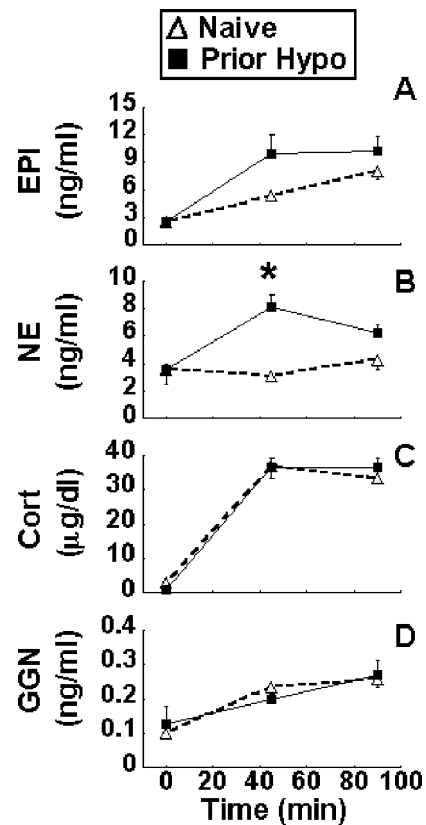 Naive
Prior Hypo
A
EPI
(ng/ml)
15
12
9
6
3
0
B
*
NE
(ng/ml)
10
8
6
4
2
0
C
Cort
(μg/dl)
40
30
20
10
0
D
GGN
(ng/ml)
0.4
0.3
0.2
0.1
0
0 20 40 60 80 100
Time (min)